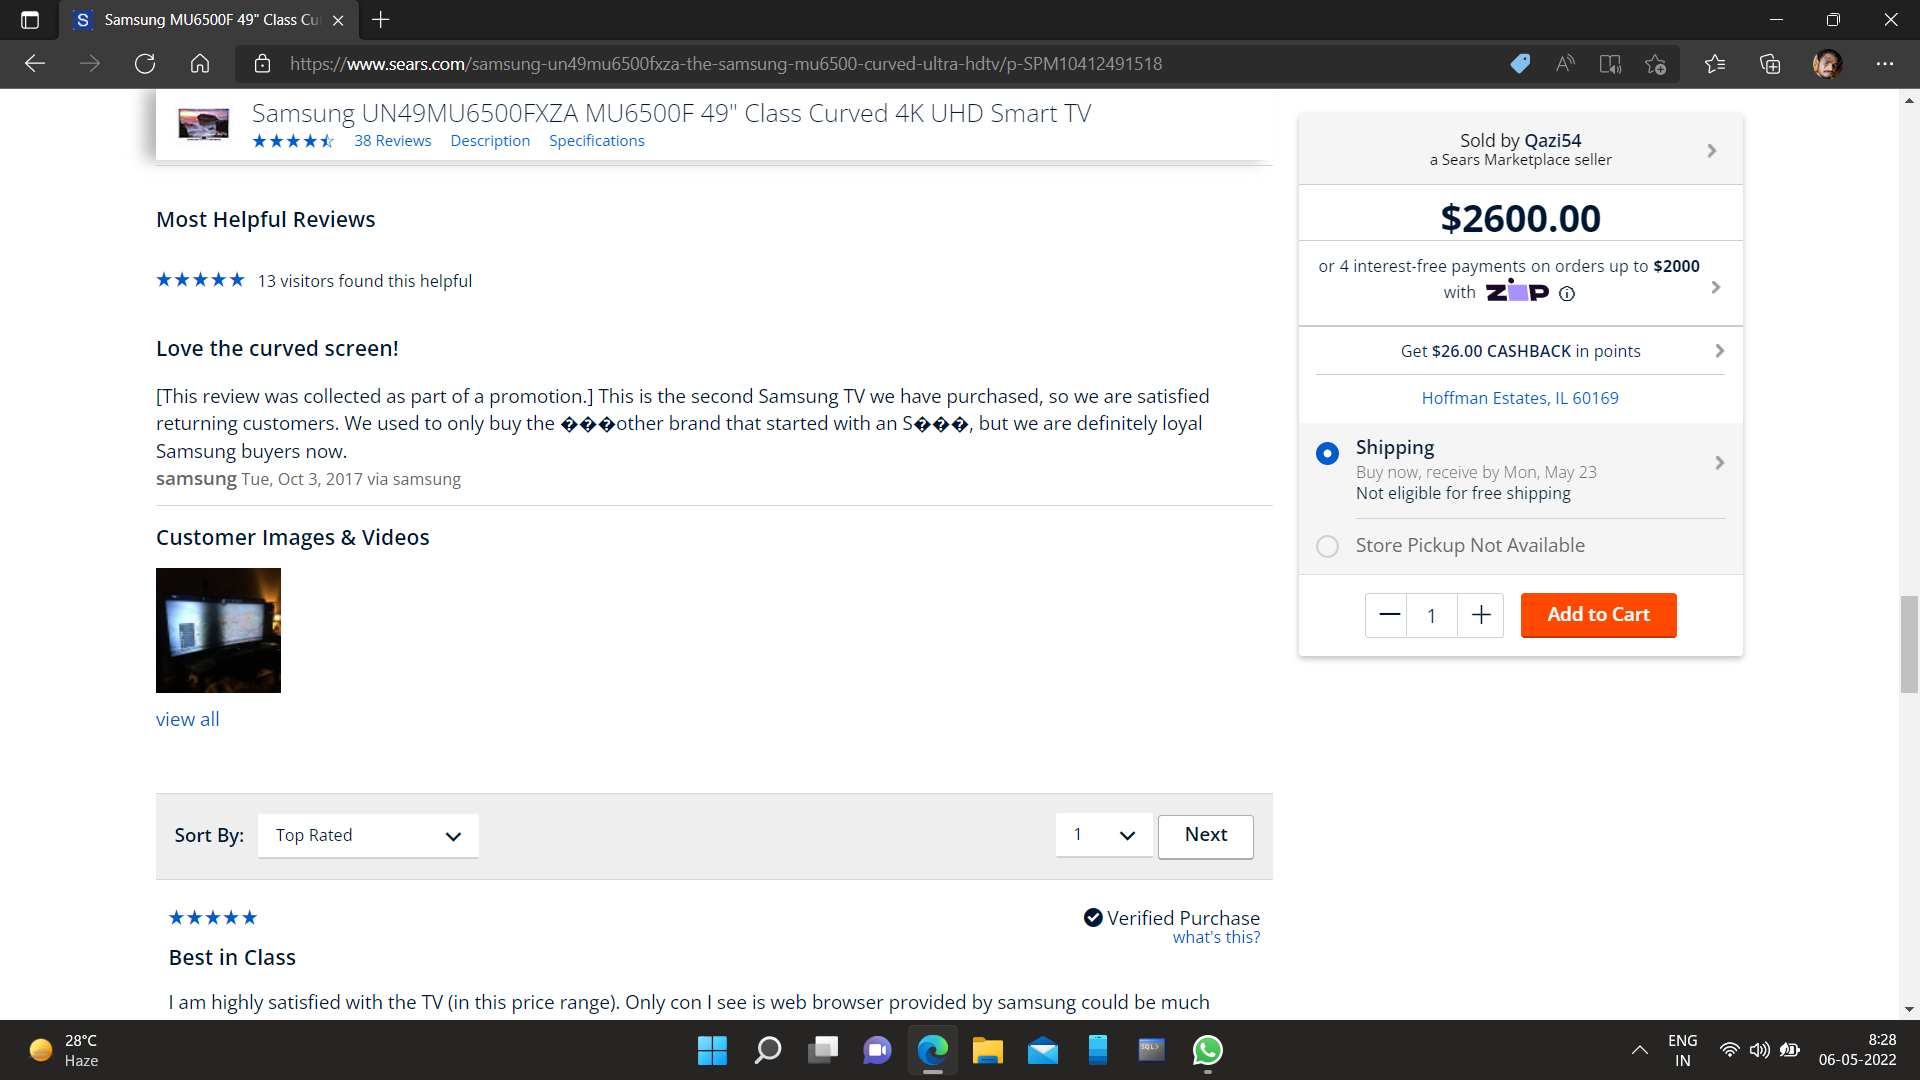 Samsung MU6500F 49" Class Cu
https://www.sears.com/samsung-un49mu6500fxza-the-samsung-mu6500-curved-ultra-hdtv/p-SPM10412491518
Samsung UN49MU6500FXZA MU6500F 49" Class Curved 4K UHD Smart TV
38 Reviews Description Specifications
Most Helpful Reviews
13 visitors found this helpful
Love the curved screen!
[This review was collected as part of a promotion.] This is the second Samsung TV we have purchased, so we are satisfied
returning customers. We used to only buy the ���other brand that started with an S���, but we are definitely loyal
Samsung buyers now.
samsung Tue, Oct 3, 2017 via samsung
Customer Images & Videos
view all
Sort By: Top Rated
1 Next
Verified Purchase
what's this?
Best in Class
I am highly satisfied with the TV (in this price range). Only con I see is web browser provided by samsung could be much
Sold by Qazi54
a Sears Marketplace seller
$2600.00
or 4 interest-free payments on orders up to $2000
with ZIP
Get $26.00 CASHBACK in points
Hoffman Estates, IL 60169
Shipping
Buy now, receive by Mon, May 23
Not eligible for free shipping
Store Pickup Not Available
1 Add to Cart
28°C
Haze
SQL>
ENG
IN
8:28
06-05-2022